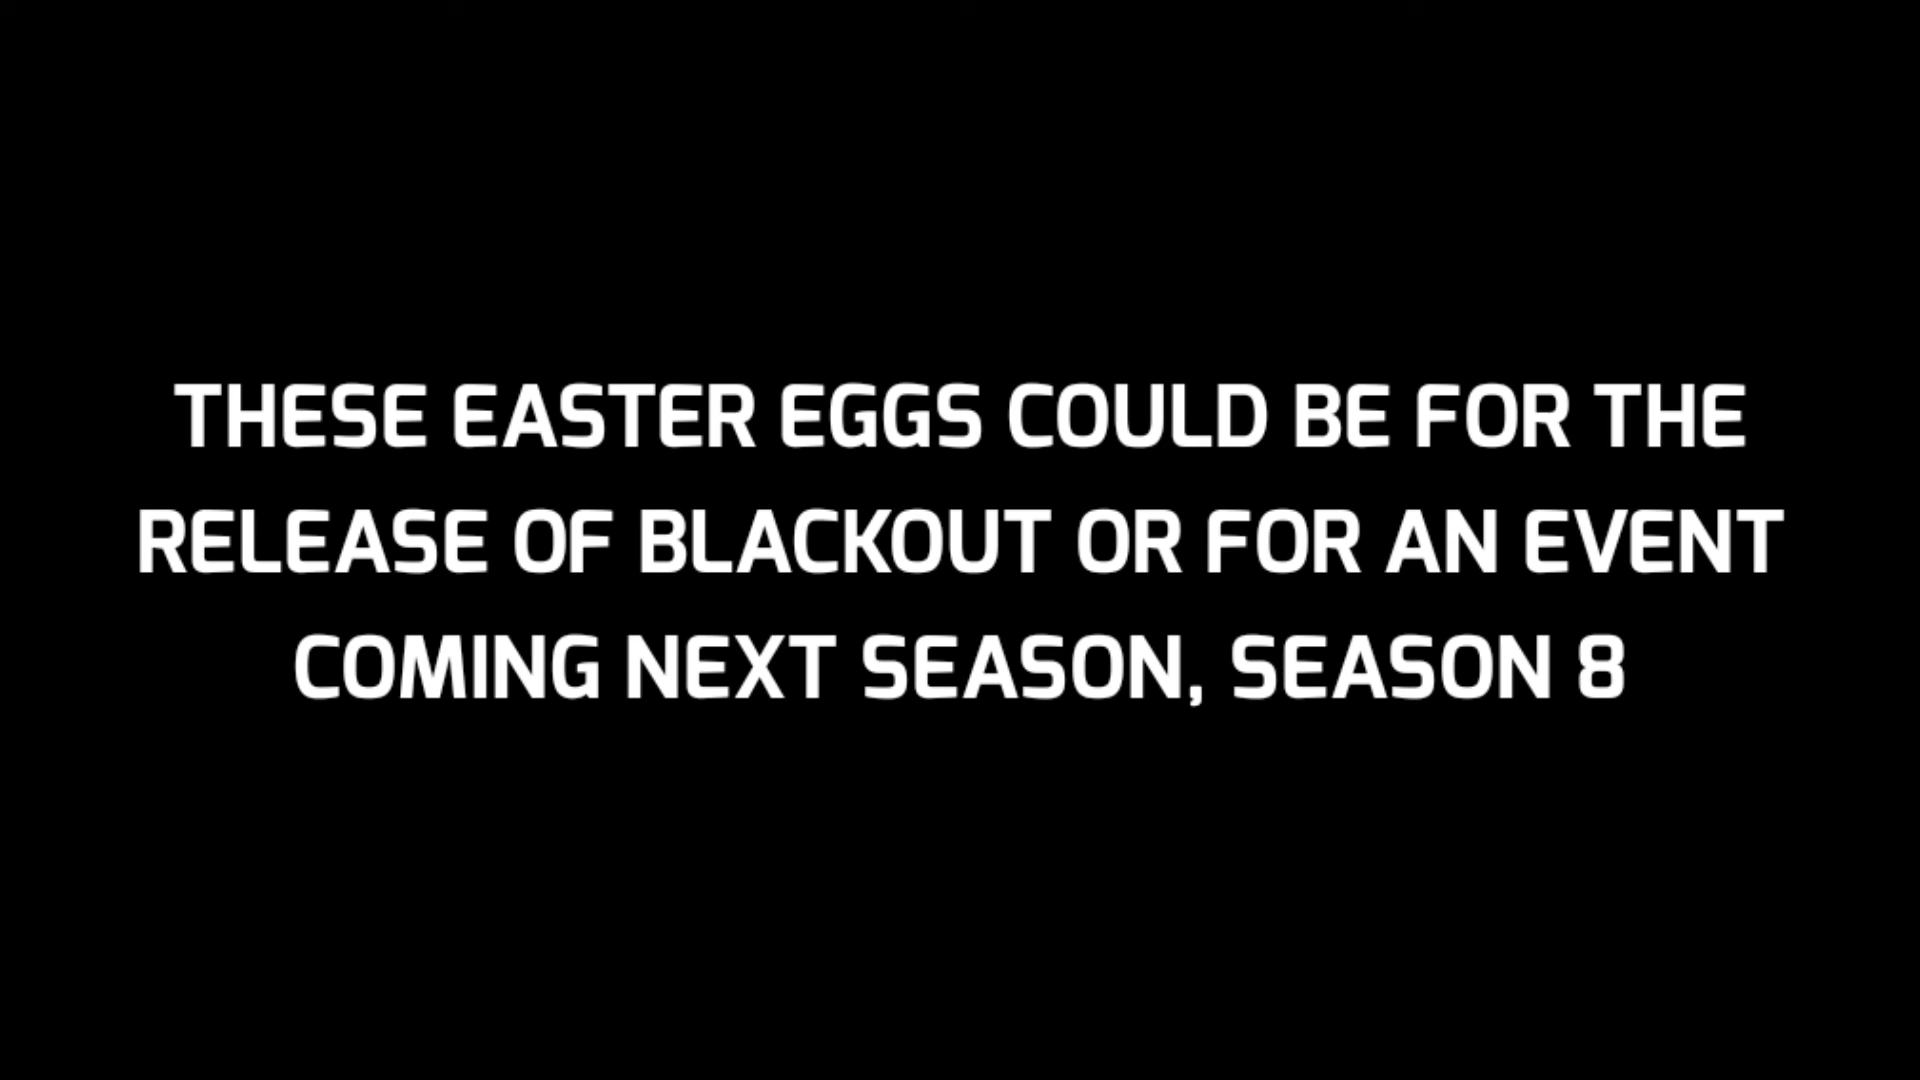 THESE EASTER EGGS COULD BE FOR THE
RELEASE OF BLACKOUT OR FOR AN EVENT
COMING NEXT SEASON, SEASON 8